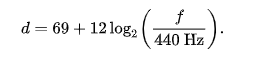 d = 69 + 12 log₂ ( f / 440 Hz ).